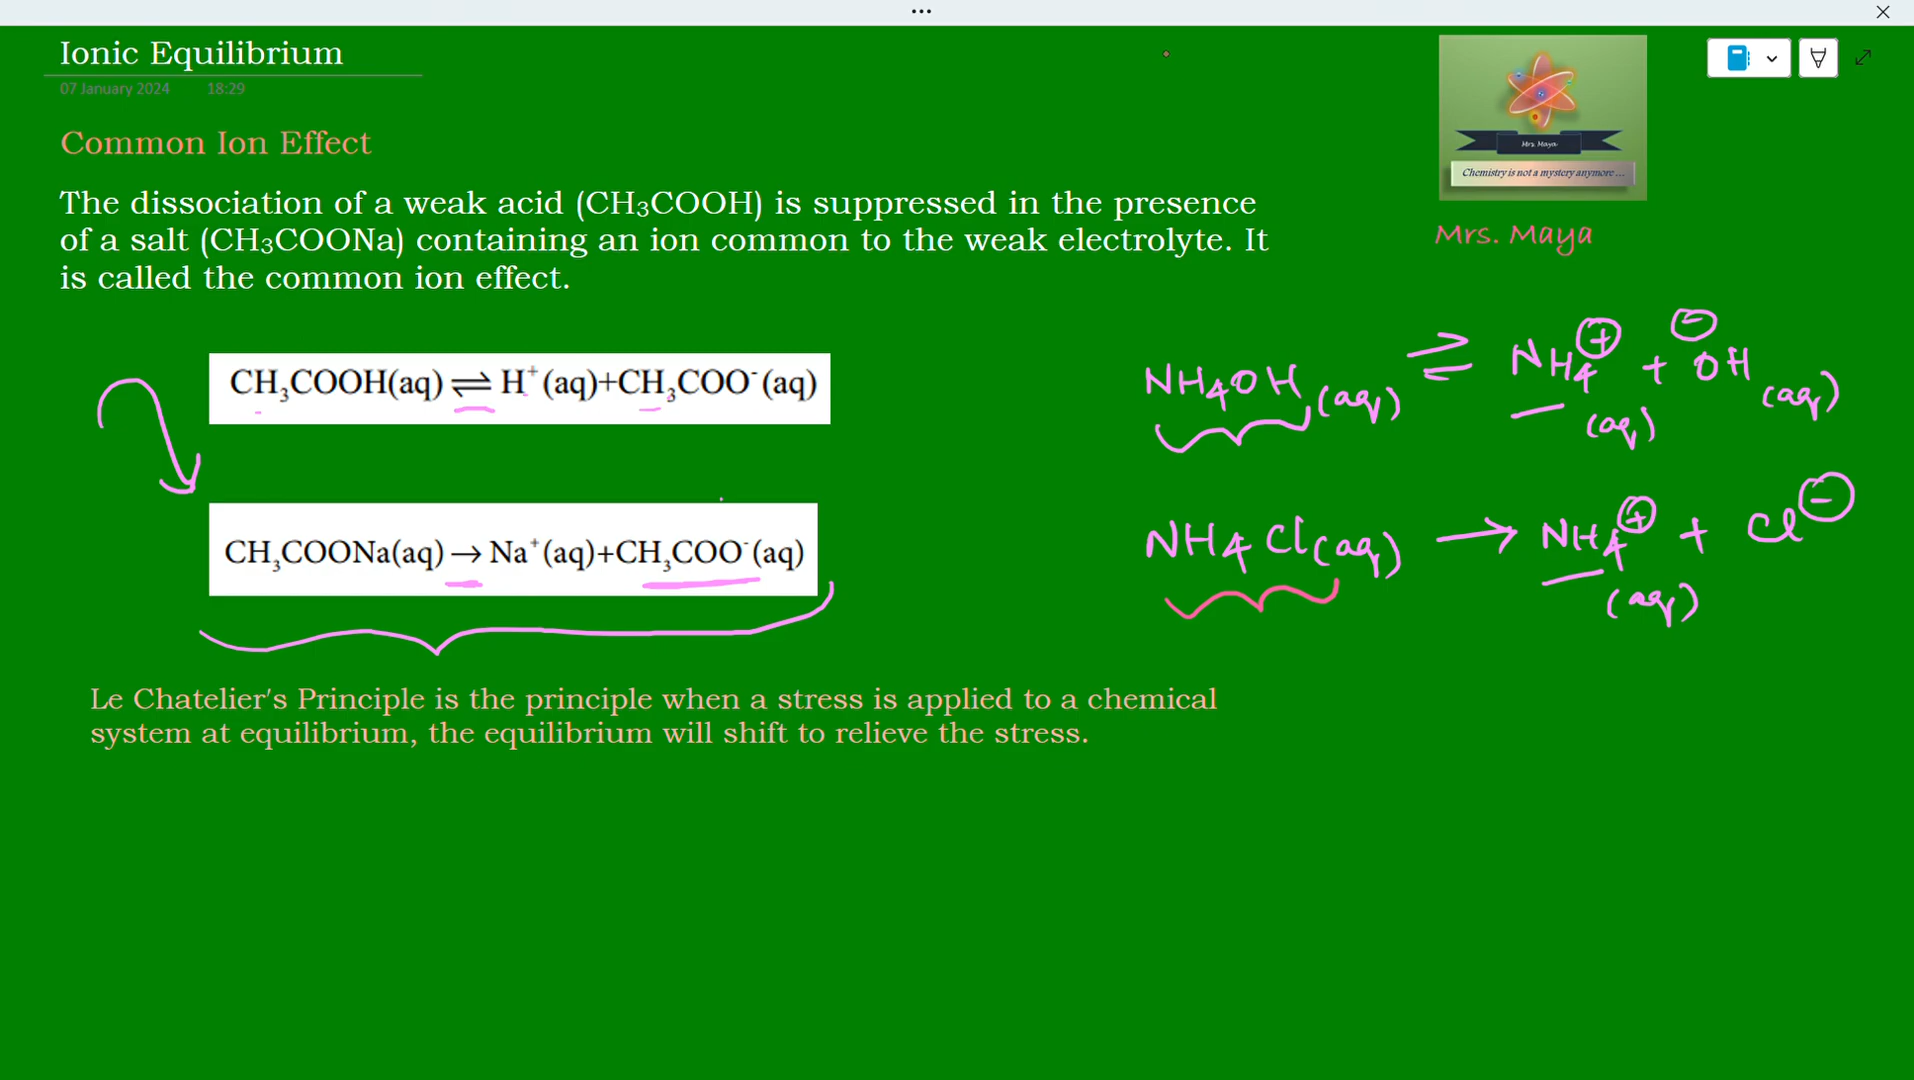 Ionic Equilibrium
07 January 2024 18:29
Mrs. Maya
Chemistry is not a mystery anymore ...
Mrs. Maya
Common Ion Effect
The dissociation of a weak acid (CH₃COOH) is suppressed in the presence
of a salt (CH₃COONa) containing an ion common to the weak electrolyte. It
is called the common ion effect.
CH₃COOH(aq) ⇌ H⁺(aq)+CH₃COO⁻(aq)
CH₃COONa(aq) → Na⁺(aq)+CH₃COO⁻(aq)
NH₄OH(aq) ⇌ NH₄⁺(aq) + ⁻OH(aq)
NH₄Cl(aq) → NH₄⁺(aq) + Cl⁻
Le Chatelier's Principle is the principle when a stress is applied to a chemical
system at equilibrium, the equilibrium will shift to relieve the stress.